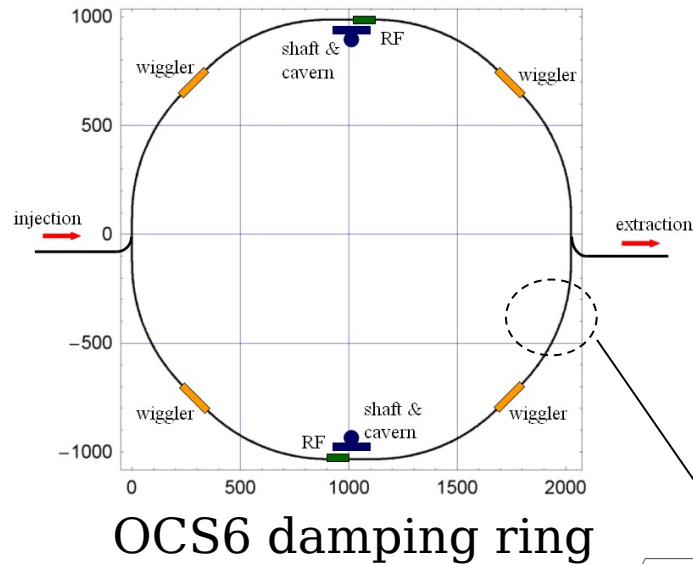 1000
500
0
−500
−1000
0
500
1000
1500
2000
wiggler
shaft &
cavern
RF
wiggler
injection
extraction
wiggler
RF
shaft &
cavern
wiggler
OCS6 damping ring